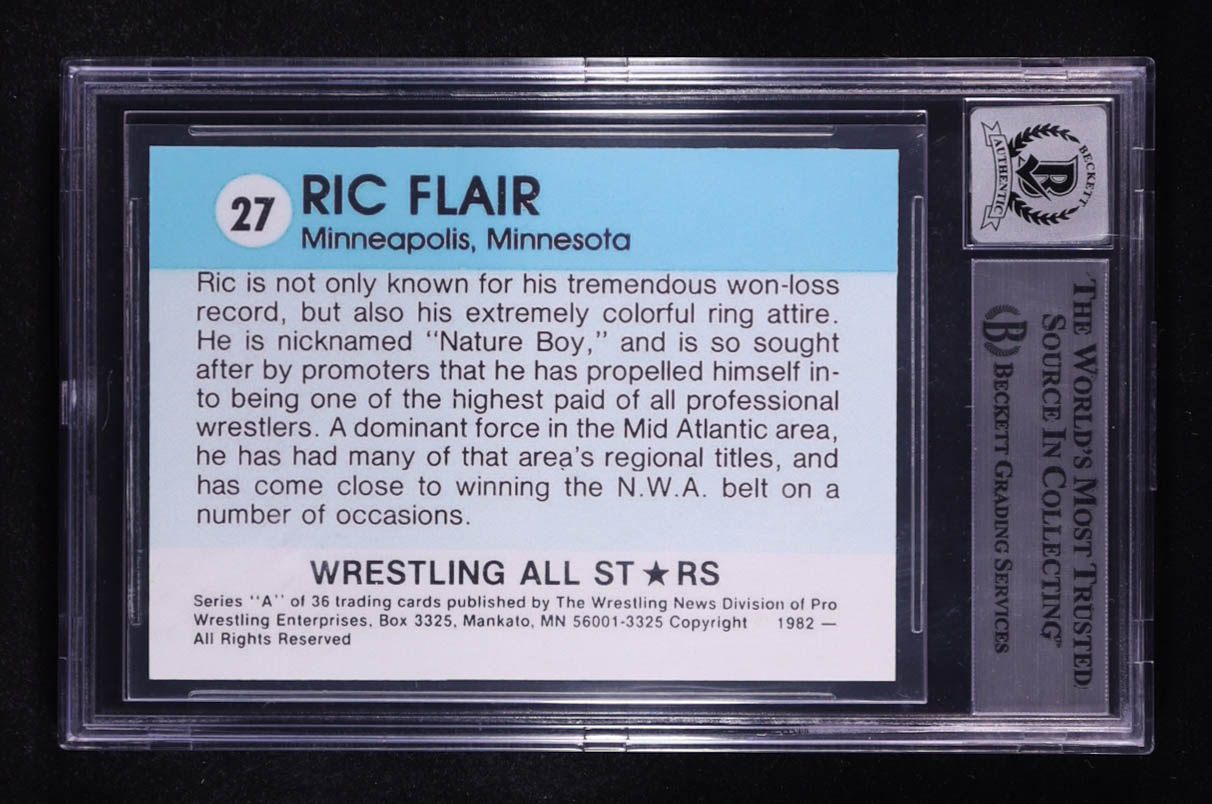 27
RIC FLAIR
Minneapolis, Minnesota
Ric is not only known for his tremendous won-loss
record, but also his extremely colorful ring attire.
He is nicknamed "Nature Boy," and is so sought
after by promoters that he has propelled himself in-
to being one of the highest paid of all professional
wrestlers. A dominant force in the Mid Atlantic area,
he has had many of that area's regional titles, and
has come close to winning the N.W.A. belt on a
number of occasions.
WRESTLING ALL ST★RS
Series "A" of 36 trading cards published by The Wrestling News Division of Pro
Wrestling Enterprises, Box 3325, Mankato, MN 56001-3325 Copyright 1982 —
All Rights Reserved
BECKETT
B
AUTHENTIC
THE WORLD'S MOST TRUSTED
SOURCE IN COLLECTING
B BECKETT GRADING SERVICES